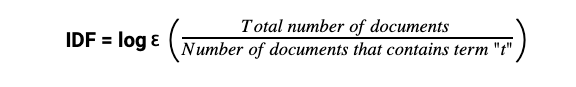 IDF = log ε ( Total number of documents
Number of documents that contains term "t" )